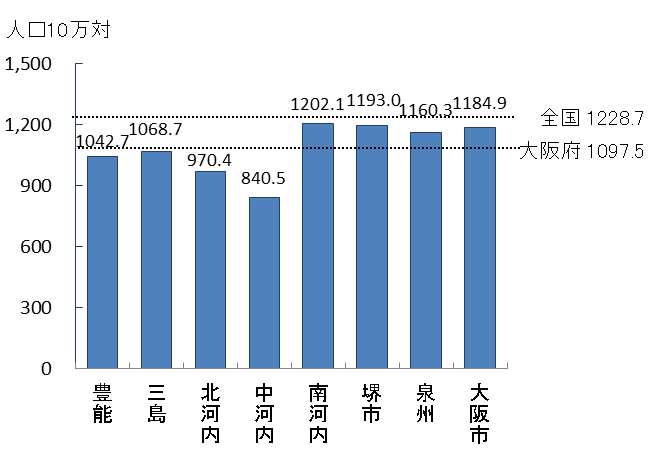 人口10万対
1,500
1,200
900
600
300
0
1042.7
1068.7
970.4
840.5
1202.1
1193.0
1160.3
1184.9
全国 1228.7
大阪府 1097.5
豊能
三島
北河内
中河内
南河内
堺市
泉州
大阪市